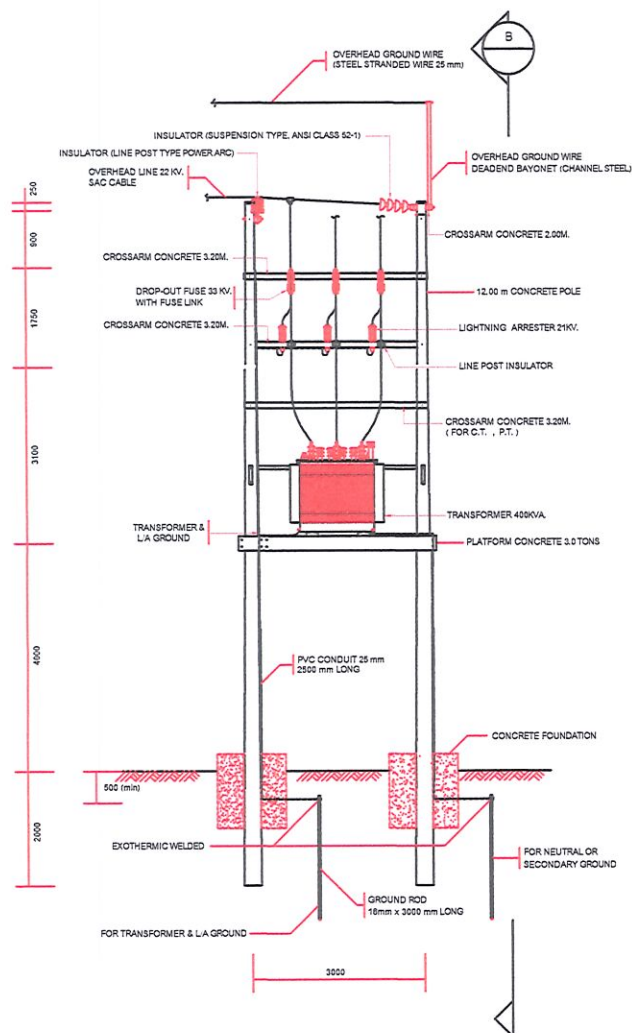 B
OVERHEAD GROUND WIRE
(STEEL STRANDED WIRE 25 mm)
INSULATOR (SUSPENSION TYPE, ANSI CLASS 52-1)
INSULATOR (LINE POST TYPE POWER ARC)
OVERHEAD LINE 22 KV.
SAC CABLE
OVERHEAD GROUND WIRE
DEADEND BAYONET (CHANNEL STEEL)
250
CROSSARM CONCRETE 2.00M.
900
CROSSARM CONCRETE 3.20M.
DROP-OUT FUSE 33 KV.
WITH FUSE LINK
12.00 m CONCRETE POLE
1750
CROSSARM CONCRETE 3.20M.
LIGHTNING ARRESTER 21KV.
LINE POST INSULATOR
CROSSARM CONCRETE 3.20M.
( FOR C.T. , P.T. )
3100
TRANSFORMER &
L/A GROUND
TRANSFORMER 400KVA.
PLATFORM CONCRETE 3.0 TONS
4000
PVC CONDUIT 25 mm
2500 mm LONG
CONCRETE FOUNDATION
500 (min)
2000
EXOTHERMIC WELDED
FOR NEUTRAL OR
SECONDARY GROUND
GROUND ROD
16mm x 3000 mm LONG
FOR TRANSFORMER & L/A GROUND
3000